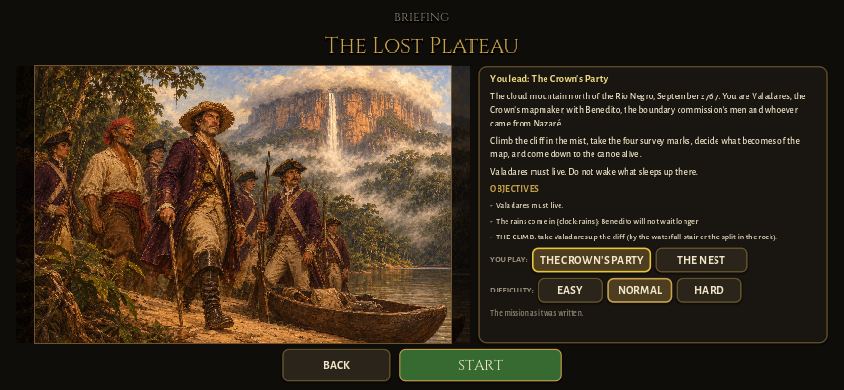 BRIEFING
THE LOST PLATEAU
You lead: The Crown's Party
The cloud mountain north of the Rio Negro, September 1767. You are Valadares, the
Crown's mapmaker with Benedito, the boundary commission's men and whoever
came from Nazaré.
Climb the cliff in the mist, take the four survey marks, decide what becomes of the
map, and come down to the canoe alive.
Valadares must live. Do not wake what sleeps up there.
OBJECTIVES
- Valadares must live.
- The rains come in {clock:rains}: Benedito will not wait longer
- THE CLIMB: take Valadares up the cliff (by the waterfall stair or the split in the rock).
YOU PLAY: THE CROWN'S PARTY THE NEST
DIFFICULTY: EASY NORMAL HARD
The mission as it was written.
BACK START